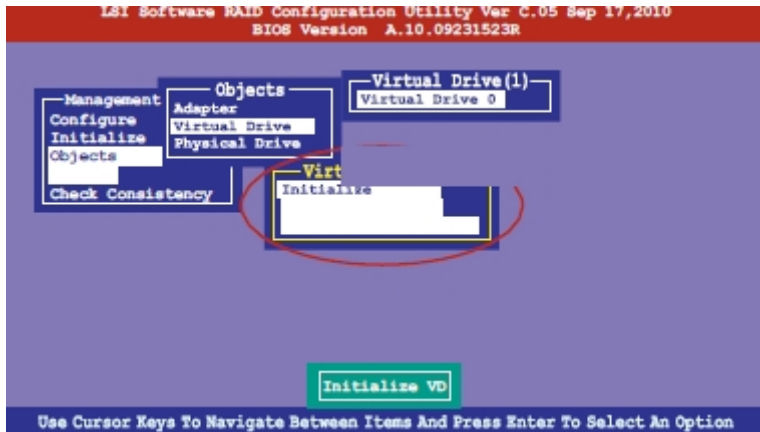 LSI Software RAID Configuration Utility Ver C.05 Sep 17,2010
BIOS Version A.10.09231523R
Management
Configure
Initialize
Objects
Check Consistency
Objects
Adapter
Virtual Drive
Physical Drive
Virtual Drive(1)
Virtual Drive 0
Virt
Initialize
Initialize VD
Use Cursor Keys To Navigate Between Items And Press Enter To Select An Option